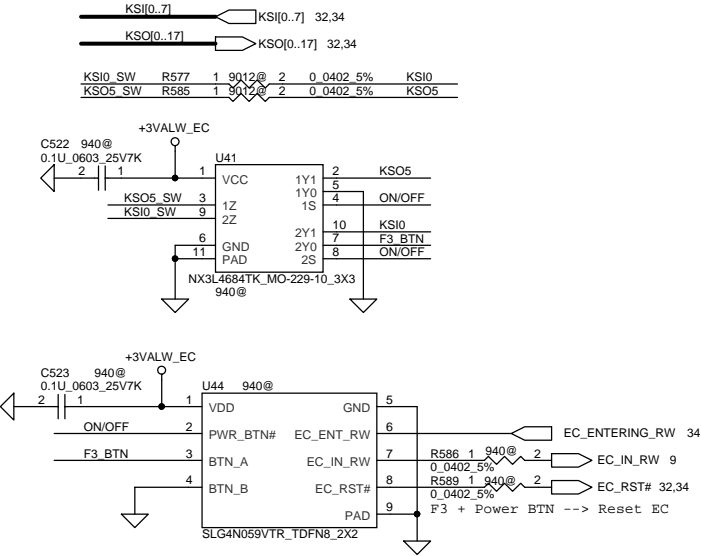 KSI[0..7] KSI[0..7] 32,34
KSO[0..17] KSO[0..17] 32,34
KSI0_SW R577 1 9012@ 2 0_0402_5% KSI0
KSO5_SW R585 1 9012@ 2 0_0402_5% KSO5
+3VALW_EC
C522 940@
0.1U_0603_25V7K
2 1
U41
1 VCC 1Y1 2 KSO5
1Y0 5
KSO5_SW 3 1Z 1S 4 ON/OFF
KSI0_SW 9 2Z
2Y1 10 KSI0
6 GND 2Y0 7 F3_BTN
11 PAD 2S 8 ON/OFF
NX3L4684TK_MO-229-10_3X3
940@
+3VALW_EC
C523 940@
0.1U_0603_25V7K
2 1
U44 940@
1 VDD GND 5
ON/OFF 2 PWR_BTN# EC_ENT_RW 6 EC_ENTERING_RW 34
F3_BTN 3 BTN_A EC_IN_RW 7 R586 1 940@ 2 EC_IN_RW 9
0_0402_5%
4 BTN_B EC_RST# 8 R589 1 940@ 2 EC_RST# 32,34
0_0402_5%
PAD 9 F3 + Power BTN --> Reset EC
SLG4N059VTR_TDFN8_2X2